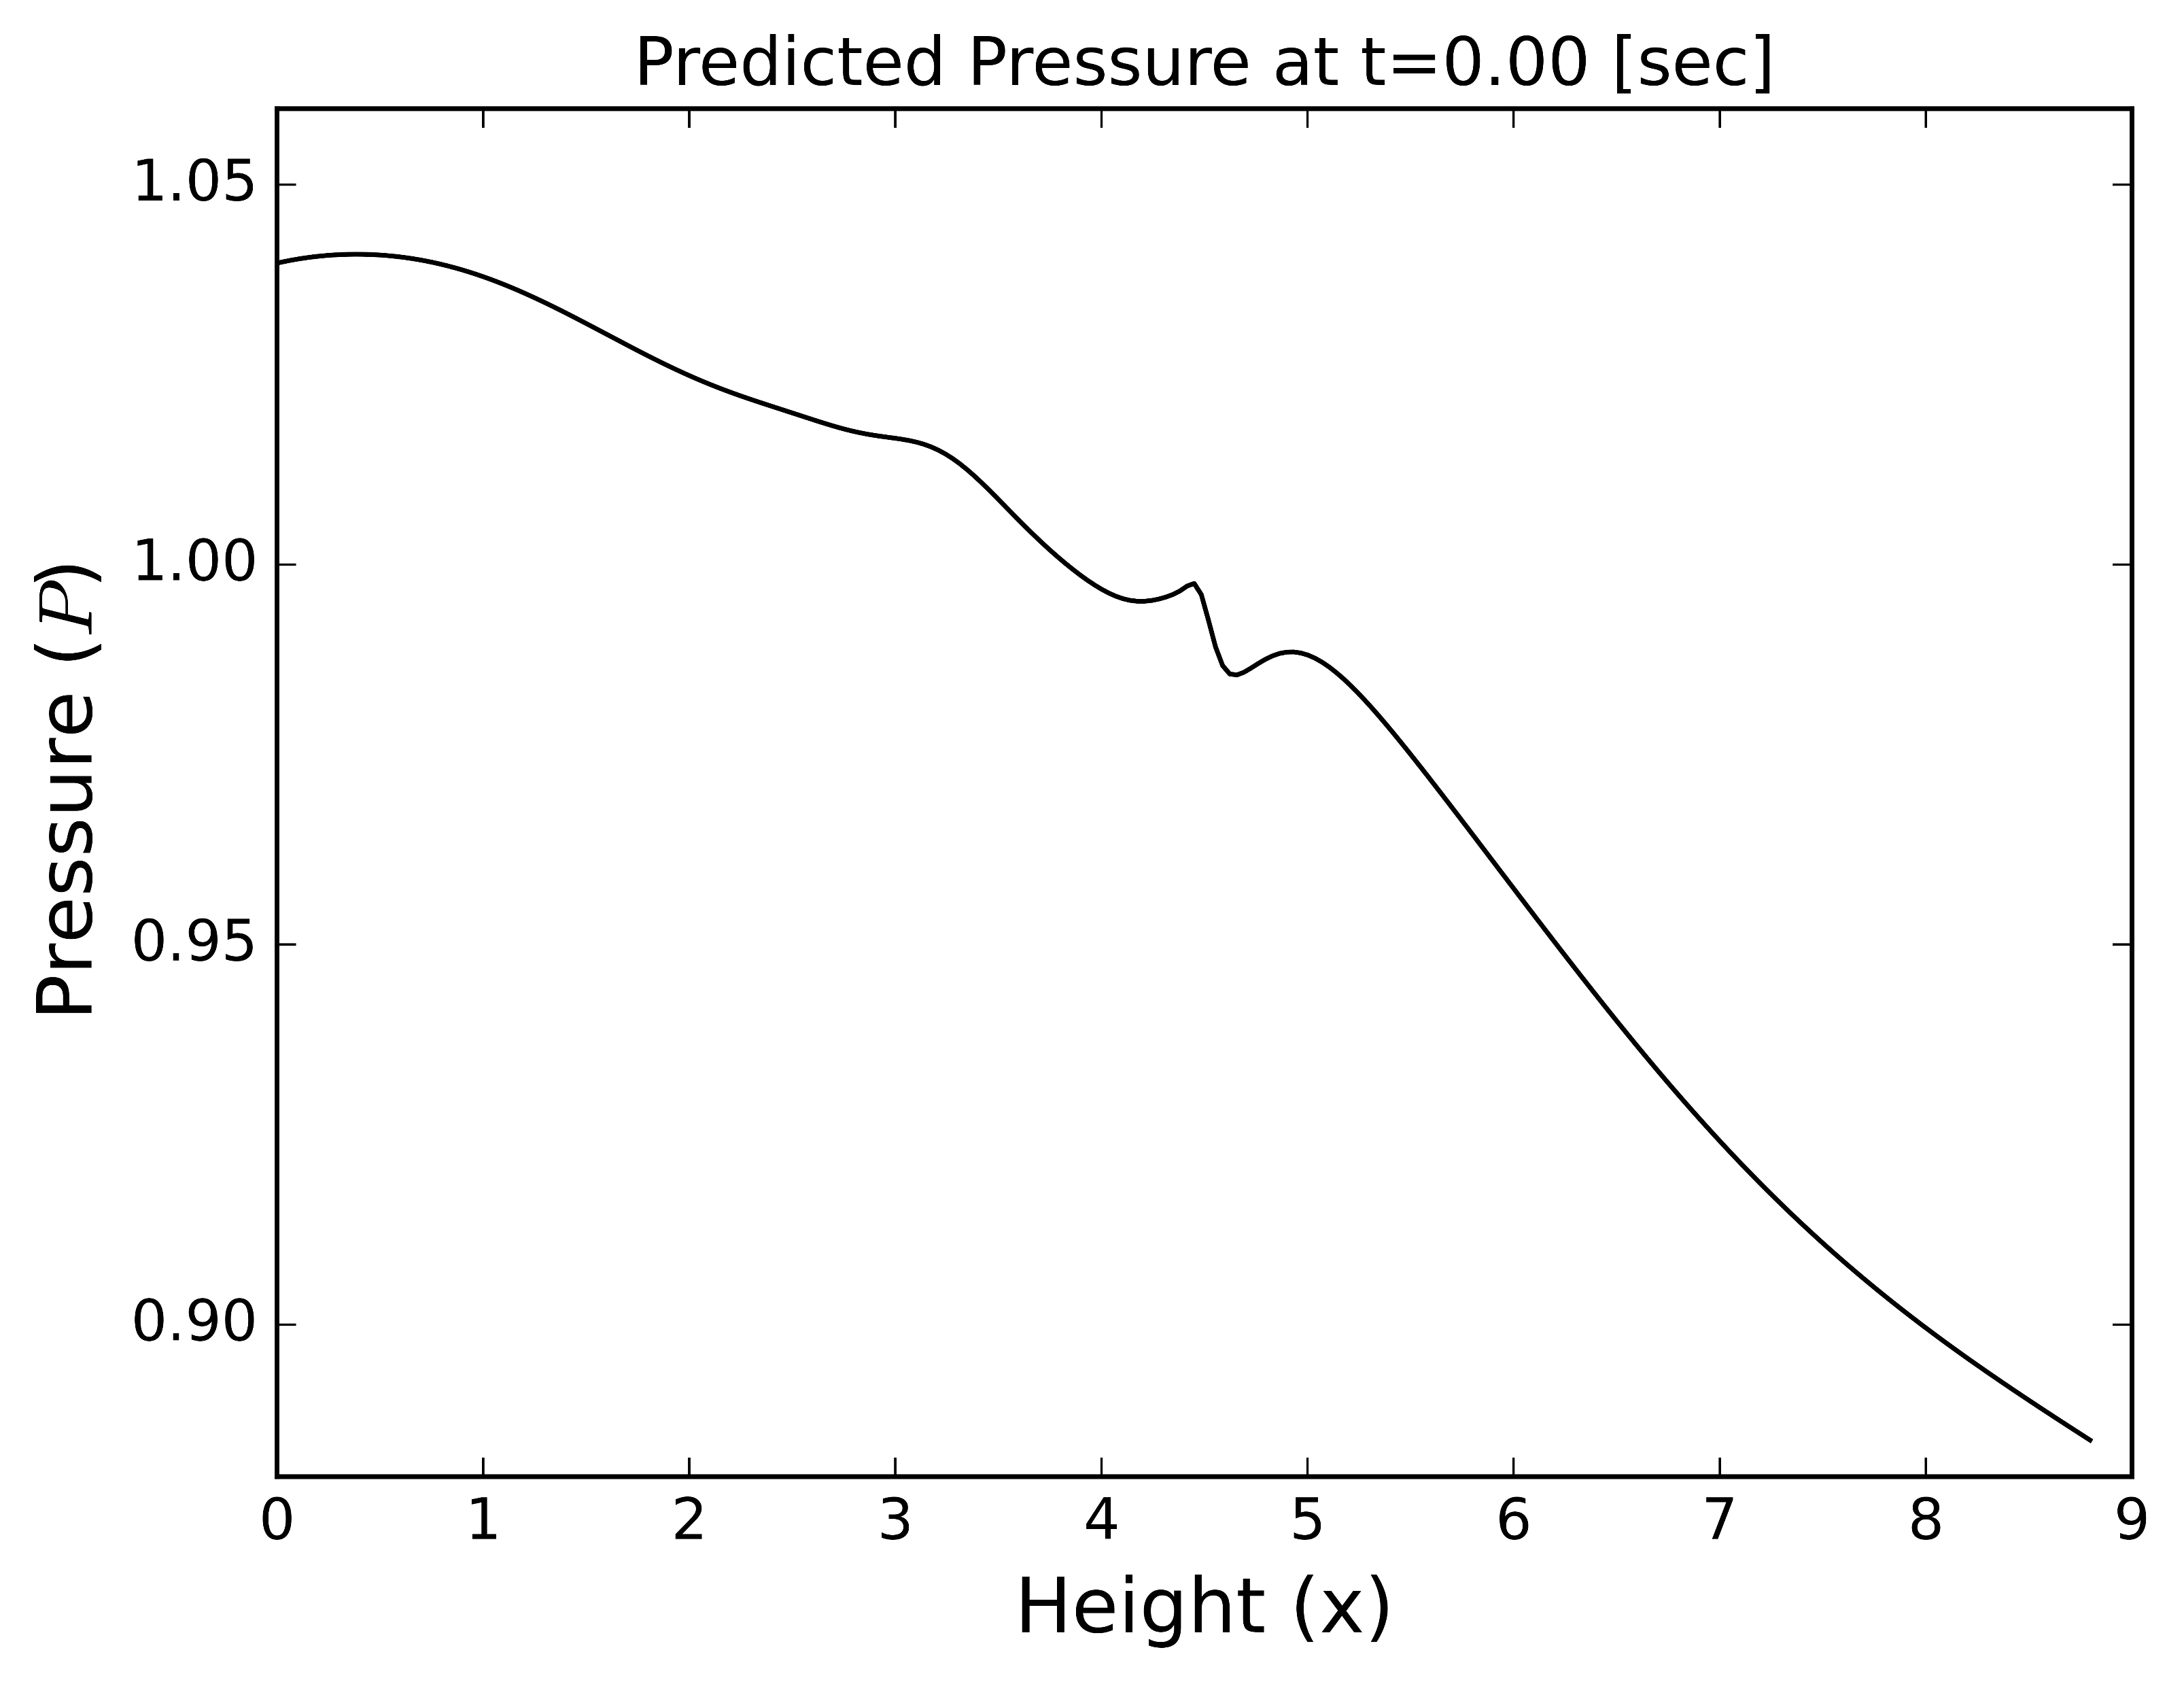 Predicted Pressure at t=0.00 [sec]
Pressure (P)
1.05
1.00
0.95
0.90
0 1 2 3 4 5 6 7 8 9
Height (x)